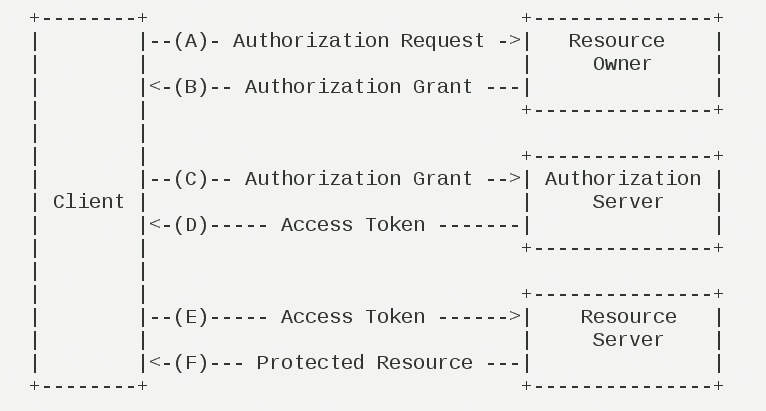 +--------+                               +---------------+
|        |--(A)- Authorization Request ->|   Resource    |
|        |                               |     Owner     |
|        |<-(B)-- Authorization Grant ---|               |
|        |                               +---------------+
|        |
|        |                               +---------------+
|        |--(C)-- Authorization Grant -->| Authorization |
| Client |                               |     Server    |
|        |<-(D)----- Access Token -------|               |
|        |                               +---------------+
|        |
|        |                               +---------------+
|        |--(E)----- Access Token ------>|    Resource   |
|        |                               |     Server    |
|        |<-(F)--- Protected Resource ---|               |
+--------+                               +---------------+